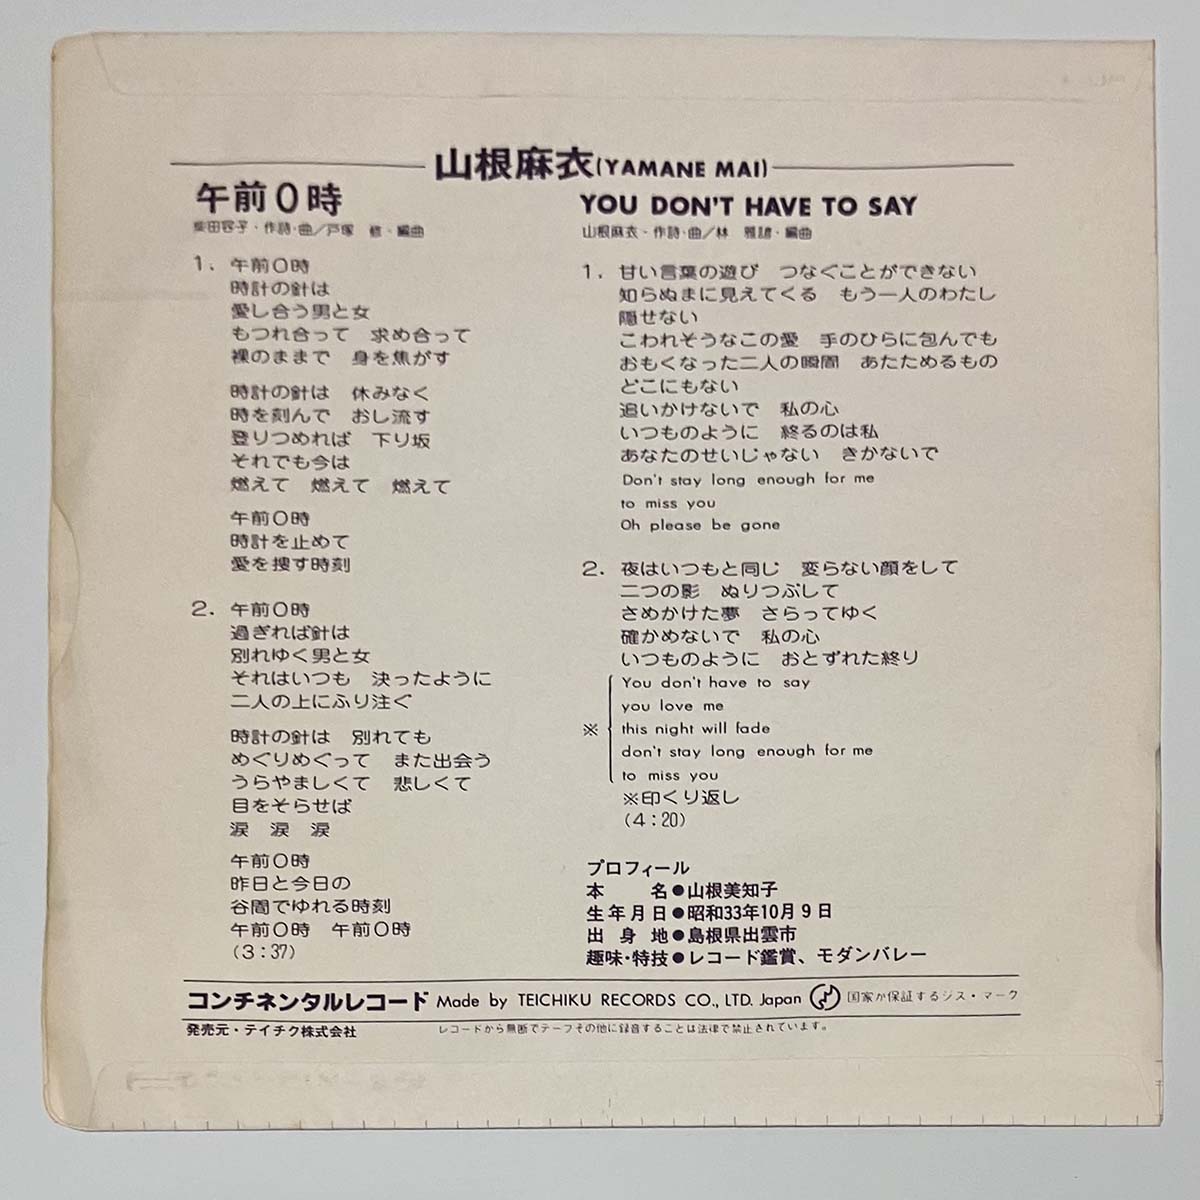 山根麻衣(YAMANE MAI)
午前0時
柴田容子・作詩・曲/戸塚 修・編曲
1. 午前0時
時計の針は
愛し合う男と女
もつれ合って 求め合って
裸のままで 身を焦がす
時計の針は 休みなく
時を刻んで おし流す
登りつめれば 下り坂
それでも今は
燃えて 燃えて 燃えて
午前0時
時計を止めて
愛を捜す時刻
2. 午前0時
過ぎれば針は
別れゆく男と女
それはいつも 決ったように
二人の上にふり注ぐ
時計の針は 別れても
めぐりめぐって また出会う
うらやましくて 悲しくて
目をそらせば
涙 涙 涙
午前0時
昨日と今日の
谷間でゆれる時刻
午前0時 午前0時
(3:37)
YOU DON'T HAVE TO SAY
山根麻衣・作詩・曲/林 雅諺・編曲
1. 甘い言葉の遊び つなぐことができない
知らぬまに見えてくる もう一人のわたし
隠せない
こわれそうなこの愛 手のひらに包んでも
おもくなった二人の瞬間 あたためるもの
どこにもない
追いかけないで 私の心
いつものように 終るのは私
あなたのせいじゃない きかないで
Don't stay long enough for me
to miss you
Oh please be gone
2. 夜はいつもと同じ 変らない顔をして
二つの影 ぬりつぶして
さめかけた夢 さらってゆく
確かめないで 私の心
いつものように おとずれた終り
You don't have to say
you love me
※ this night will fade
don't stay long enough for me
to miss you
※印くり返し
(4:20)
プロフィール
本名●山根美知子
生年月日●昭和33年10月9日
出身地●島根県出雲市
趣味・特技●レコード鑑賞、モダンバレー
コンチネンタルレコード Made by TEICHIKU RECORDS CO., LTD. Japan 国家が保証するジス・マーク
発売元・テイチク株式会社 レコードから無断でテープその他に録音することは法律で禁止されています。